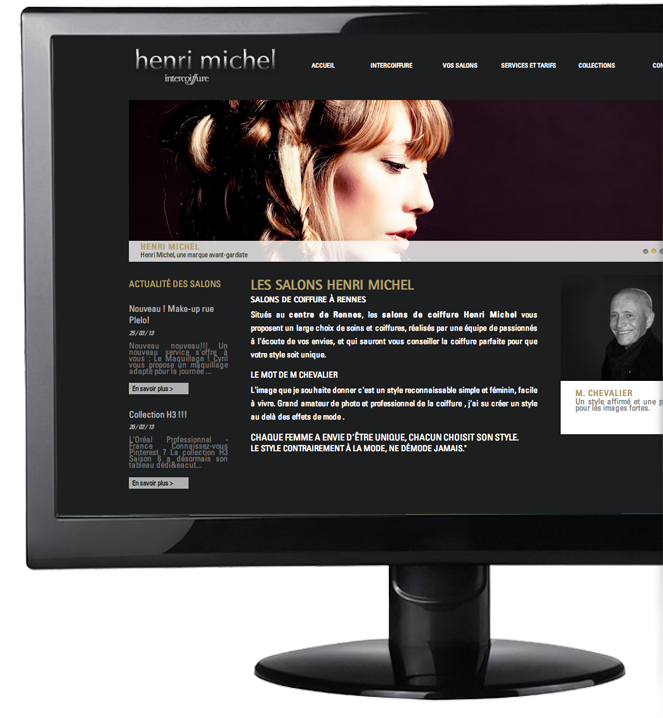 henri michel
intercoiffure
ACCUEIL INTERCOIFFURE VOS SALONS SERVICES ET TARIFS COLLECTIONS
HENRI MICHEL
Henri Michel, une marque avant-gardiste
ACTUALITÉ DES SALONS
Nouveau ! Make-up rue
Plelo!
25/03/13
Nouveau nouveau!!! Un
nouveau service s'offre à
vous : Le Maquillage ! Cyril
vous propose un maquillage
adapté pour la journée ...
En savoir plus >
Collection H3 !!!
28/02/13
L'Oréal Professionnel -
France Connaissez-vous
Pinterest ? La collection H3
Saison 6 a désormais son
tableau dédi&eacut...
En savoir plus >
LES SALONS HENRI MICHEL
SALONS DE COIFFURE À RENNES
Situés au centre de Rennes, les salons de coiffure Henri Michel vous
proposent un large choix de soins et coiffures, réalisés par une équipe de passionnés
à l'écoute de vos envies, et qui sauront vous conseiller la coiffure parfaite pour que
votre style soit unique.
LE MOT DE M CHEVALIER
L'image que je souhaite donner c'est un style reconnaissable simple et féminin, facile
à vivre. Grand amateur de photo et professionnel de la coiffure , j'ai su créer un style
au delà des effets de mode .
CHAQUE FEMME A ENVIE D'ÊTRE UNIQUE, CHACUN CHOISIT SON STYLE.
LE STYLE CONTRAIREMENT À LA MODE, NE DÉMODE JAMAIS."
M. CHEVALIER
Un style affirmé et une
pour les images fortes.